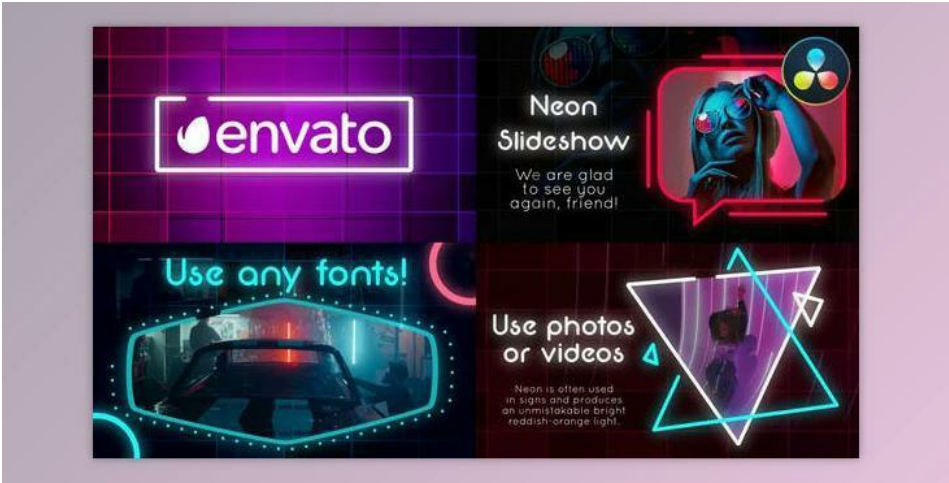 envato
Neon
Slideshow
We are glad
to see you
again, friend!
Use any fonts!
Use photos
or videos
Neon is often used
in signs and produces
an unmistakable bright
reddish-orange light.